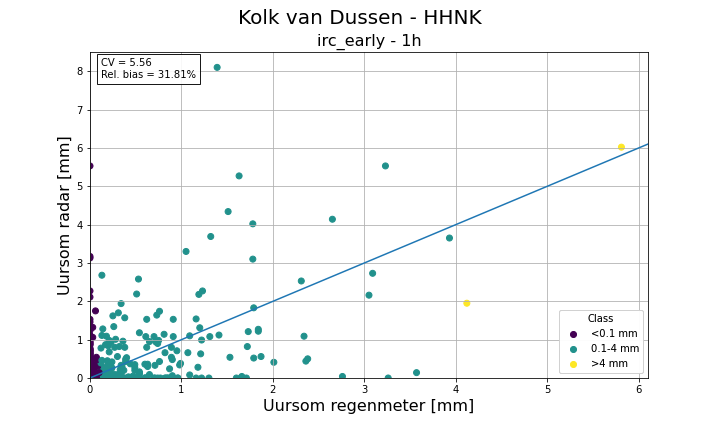 Kolk van Dussen - HHNK
irc_early - 1h
CV = 5.56
Rel. bias = 31.81%
Uursom radar [mm]
8
7
6
5
4
3
2
1
0
0 1 2 3 4 5 6
Uursom regenmeter [mm]
Class
<0.1 mm
0.1-4 mm
>4 mm